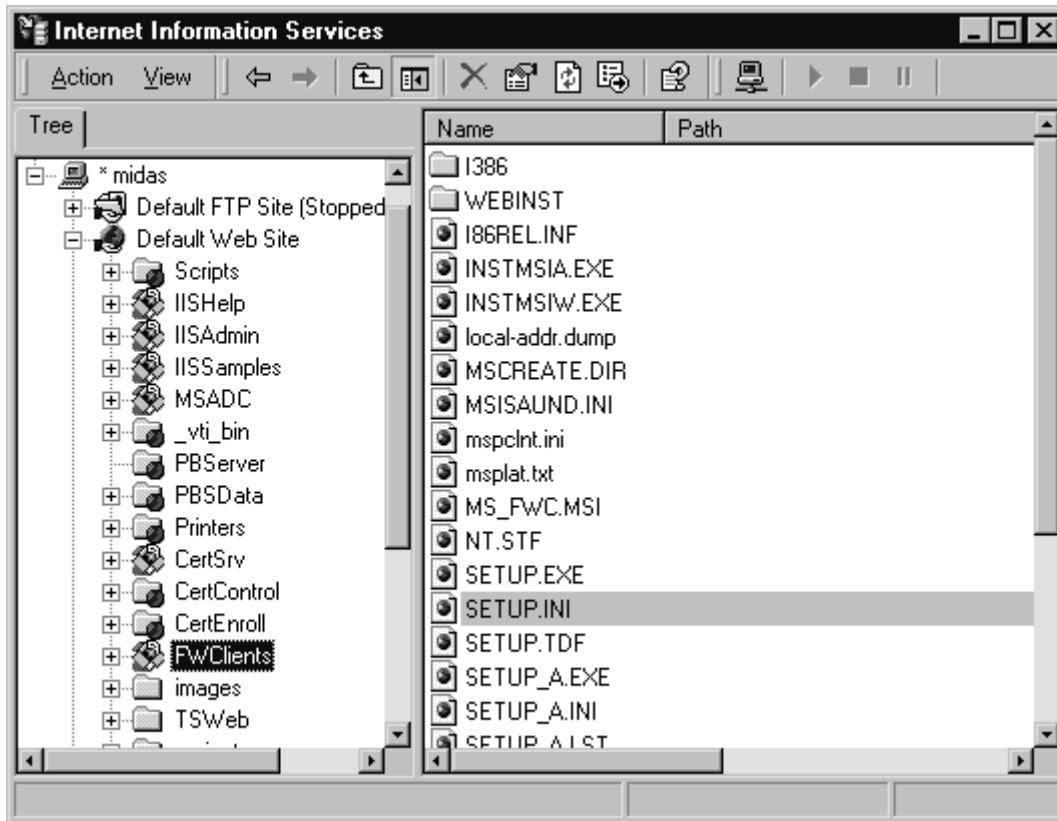 Internet Information Services
Action View
Tree
* midas
Default FTP Site (Stopped
Default Web Site
Scripts
IISHelp
IISAdmin
IISSamples
MSADC
_vti_bin
PBServer
PBSData
Printers
CertSrv
CertControl
CertEnroll
FWClients
images
TSWeb
Name Path
I386
WEBINST
I86REL.INF
INSTMSIA.EXE
INSTMSIW.EXE
local-addr.dump
MSCREATE.DIR
MSISAUND.INI
mspclnt.ini
msplat.txt
MS_FWC.MSI
NT.STF
SETUP.EXE
SETUP.INI
SETUP.TDF
SETUP_A.EXE
SETUP_A.INI
SETUP_A.LST